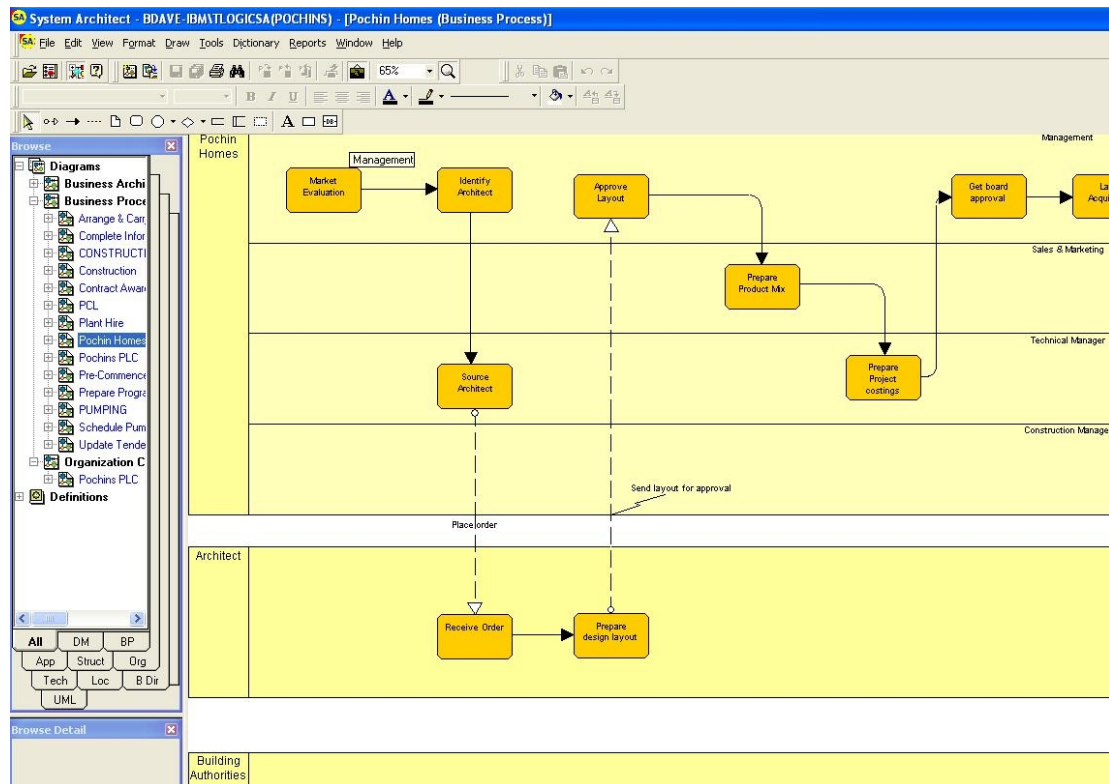 System Architect - BDAVE-IBM\TLOGICSA(POCHINS) - [Pochin Homes (Business Process)]
File Edit View Format Draw Tools Dictionary Reports Window Help
65%
B I U
A
A
Browse
Diagrams
Business Archi
Business Proce
Arrange & Carr
Complete Infor
CONSTRUCTI
Construction
Contract Awar
PCL
Plant Hire
Pochin Homes
Pochins PLC
Pre-Commence
Prepare Progra
PUMPING
Schedule Pum
Update Tende
Organization C
Pochins PLC
Definitions
All DM BP
App Struct Org
Tech Loc B Dir
UML
Browse Detail
Pochin
Homes
Management
Management
Market
Evaluation
Identify
Architect
Approve
Layout
Get board
approval
La
Acqui
Sales & Marketing
Prepare
Product Mix
Technical Manager
Source
Architect
Prepare
Project
costings
Construction Manage
Send layout for approval
Place order
Architect
Receive Order
Prepare
design layout
Building
Authorities